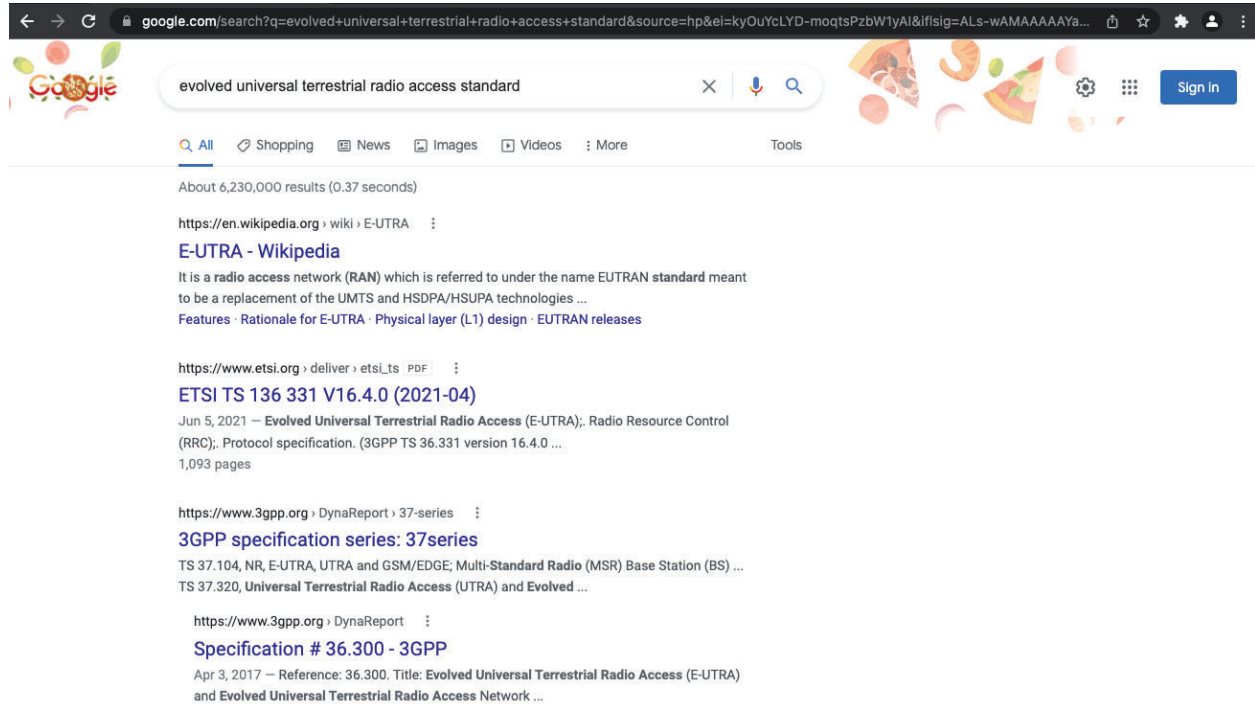 google.com/search?q=evolved+universal+terrestrial+radio+access+standard&source=hp&ei=kyOuYcLYD-moqtsPzbW1yAI&iflsig=ALs-wAMAAAAAYa...
Google
evolved universal terrestrial radio access standard
Sign In
All Shopping News Images Videos More Tools
About 6,230,000 results (0.37 seconds)
https://en.wikipedia.org › wiki › E-UTRA
E-UTRA - Wikipedia
It is a radio access network (RAN) which is referred to under the name EUTRAN standard meant
to be a replacement of the UMTS and HSDPA/HSUPA technologies ...
Features · Rationale for E-UTRA · Physical layer (L1) design · EUTRAN releases
https://www.etsi.org › deliver › etsi_ts PDF
ETSI TS 136 331 V16.4.0 (2021-04)
Jun 5, 2021 — Evolved Universal Terrestrial Radio Access (E-UTRA);. Radio Resource Control
(RRC);. Protocol specification. (3GPP TS 36.331 version 16.4.0 ...
1,093 pages
https://www.3gpp.org › DynaReport › 37-series
3GPP specification series: 37series
TS 37.104, NR, E-UTRA, UTRA and GSM/EDGE; Multi-Standard Radio (MSR) Base Station (BS) ...
TS 37.320, Universal Terrestrial Radio Access (UTRA) and Evolved ...
https://www.3gpp.org › DynaReport
Specification # 36.300 - 3GPP
Apr 3, 2017 — Reference: 36.300. Title: Evolved Universal Terrestrial Radio Access (E-UTRA)
and Evolved Universal Terrestrial Radio Access Network ...